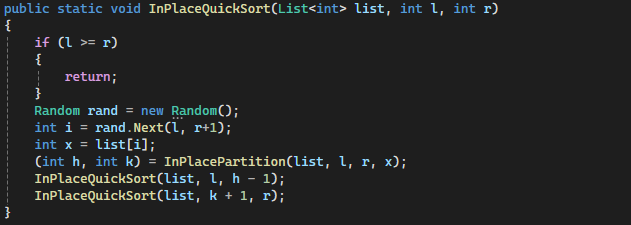 public static void InPlaceQuickSort(List<int> list, int l, int r)
{
    if (l >= r)
    {
        return;
    }
    Random rand = new Random();
    int i = rand.Next(l, r+1);
    int x = list[i];
    (int h, int k) = InPlacePartition(list, l, r, x);
    InPlaceQuickSort(list, l, h - 1);
    InPlaceQuickSort(list, k + 1, r);
}